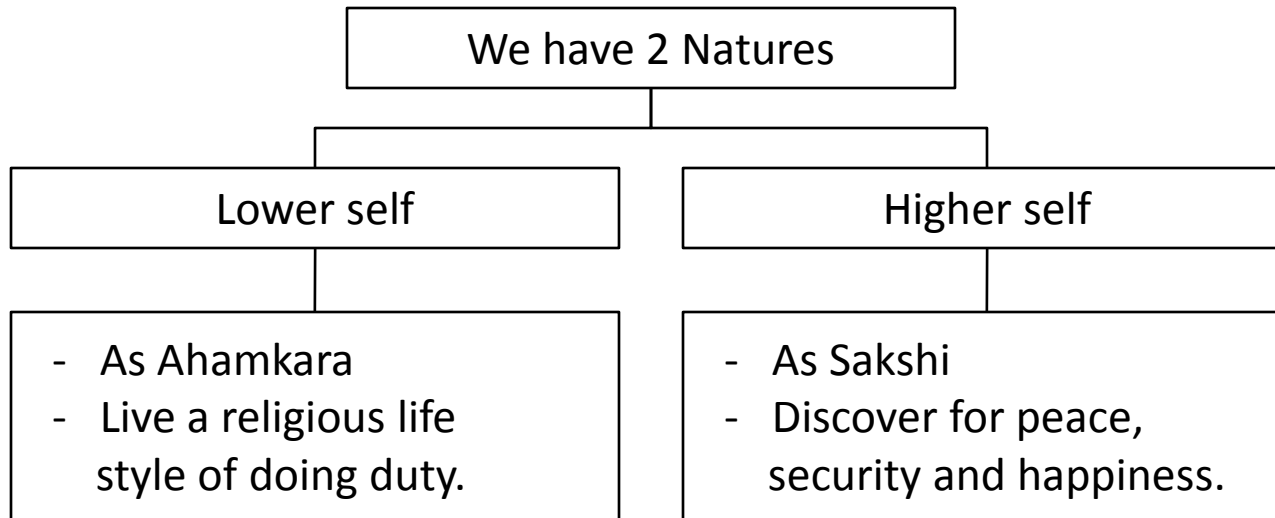 We have 2 Natures
Lower self
- As Ahamkara
- Live a religious life
style of doing duty.
Higher self
- As Sakshi
- Discover for peace,
security and happiness.